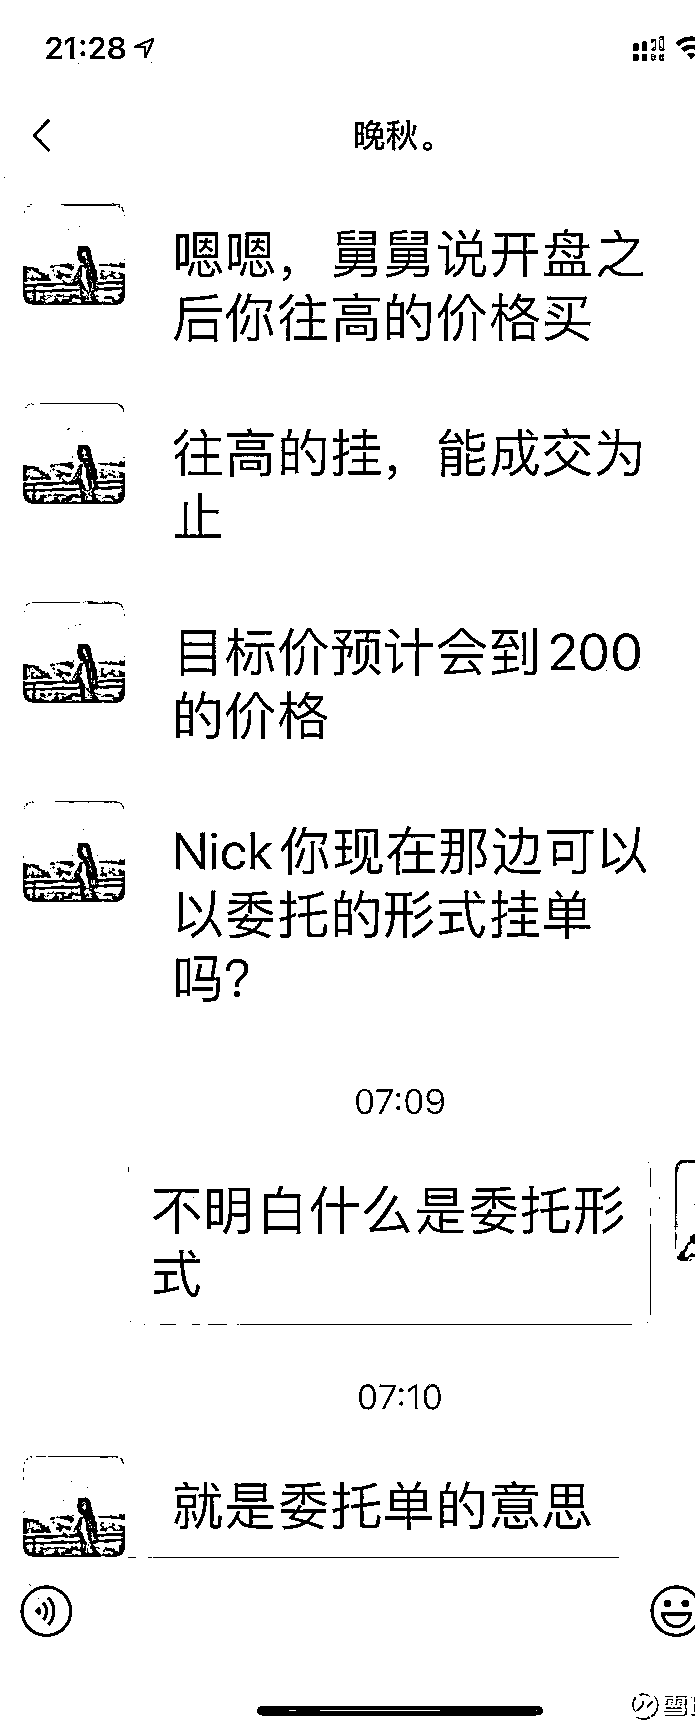 21:28
晚秋。
嗯嗯，舅舅说开盘之
后你往高的价格买
往高的挂，能成交为
止
目标价预计会到200
的价格
Nick你现在那边可以
以委托的形式挂单
吗?
07:09
不明白什么是委托形
式
07:10
就是委托单的意思
雪